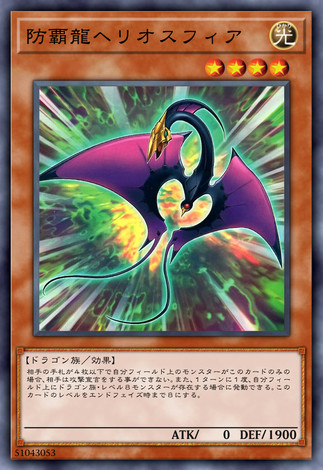 防覇龍ヘリオスフィア
光
【ドラゴン族／効果】
相手の手札が４枚以下で自分フィールド上のモンスターがこのカードのみの
場合、相手は攻撃宣言をする事ができない。また、１ターンに１度、自分フィー
ルド上にドラゴン族・レベル８モンスターが存在する場合に発動できる。こ
のカードのレベルをエンドフェイズ時まで８にする。
ATK/ 0 DEF/1900
51043053